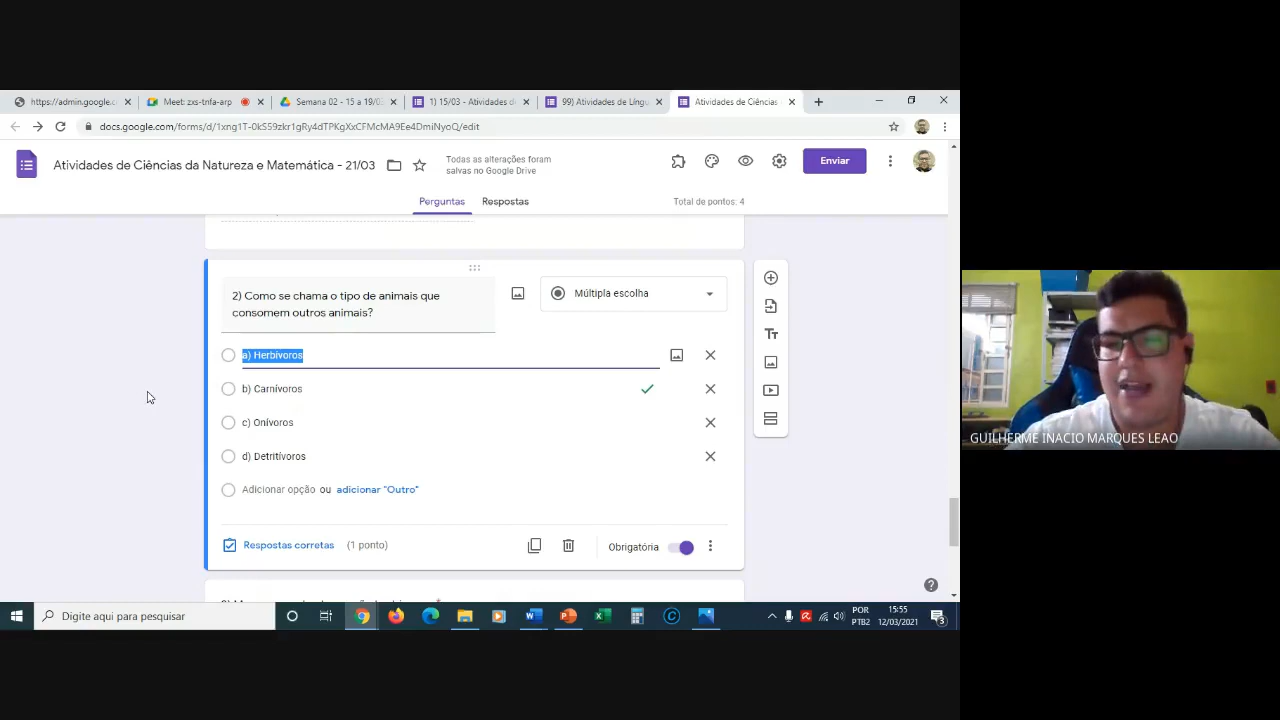 https://admin.google.c
Meet: zxs-tnfa-arp
Semana 02 - 15 a 19/03
1) 15/03 - Atividades d
99) Atividades de Lingu
Atividades de Ciências
docs.google.com/forms/d/1xng1T-0kS59zkr1gRy4dTPKgXxCFMcMA9Ee4DmiNyoQ/edit
Atividades de Ciências da Natureza e Matemática - 21/03
Todas as alterações foram
salvas no Google Drive
Enviar
Perguntas
Respostas
Total de pontos: 4
2) Como se chama o tipo de animais que
consomem outros animais?
Múltipla escolha
a) Herbívoros
b) Carnívoros
c) Onívoros
d) Detritívoros
Adicionar opção ou adicionar "Outro"
Respostas corretas (1 ponto)
Obrigatória
GUILHERME INACIO MARQUES LEAO
Digite aqui para pesquisar
POR
PTB2
15:55
12/03/2021
3